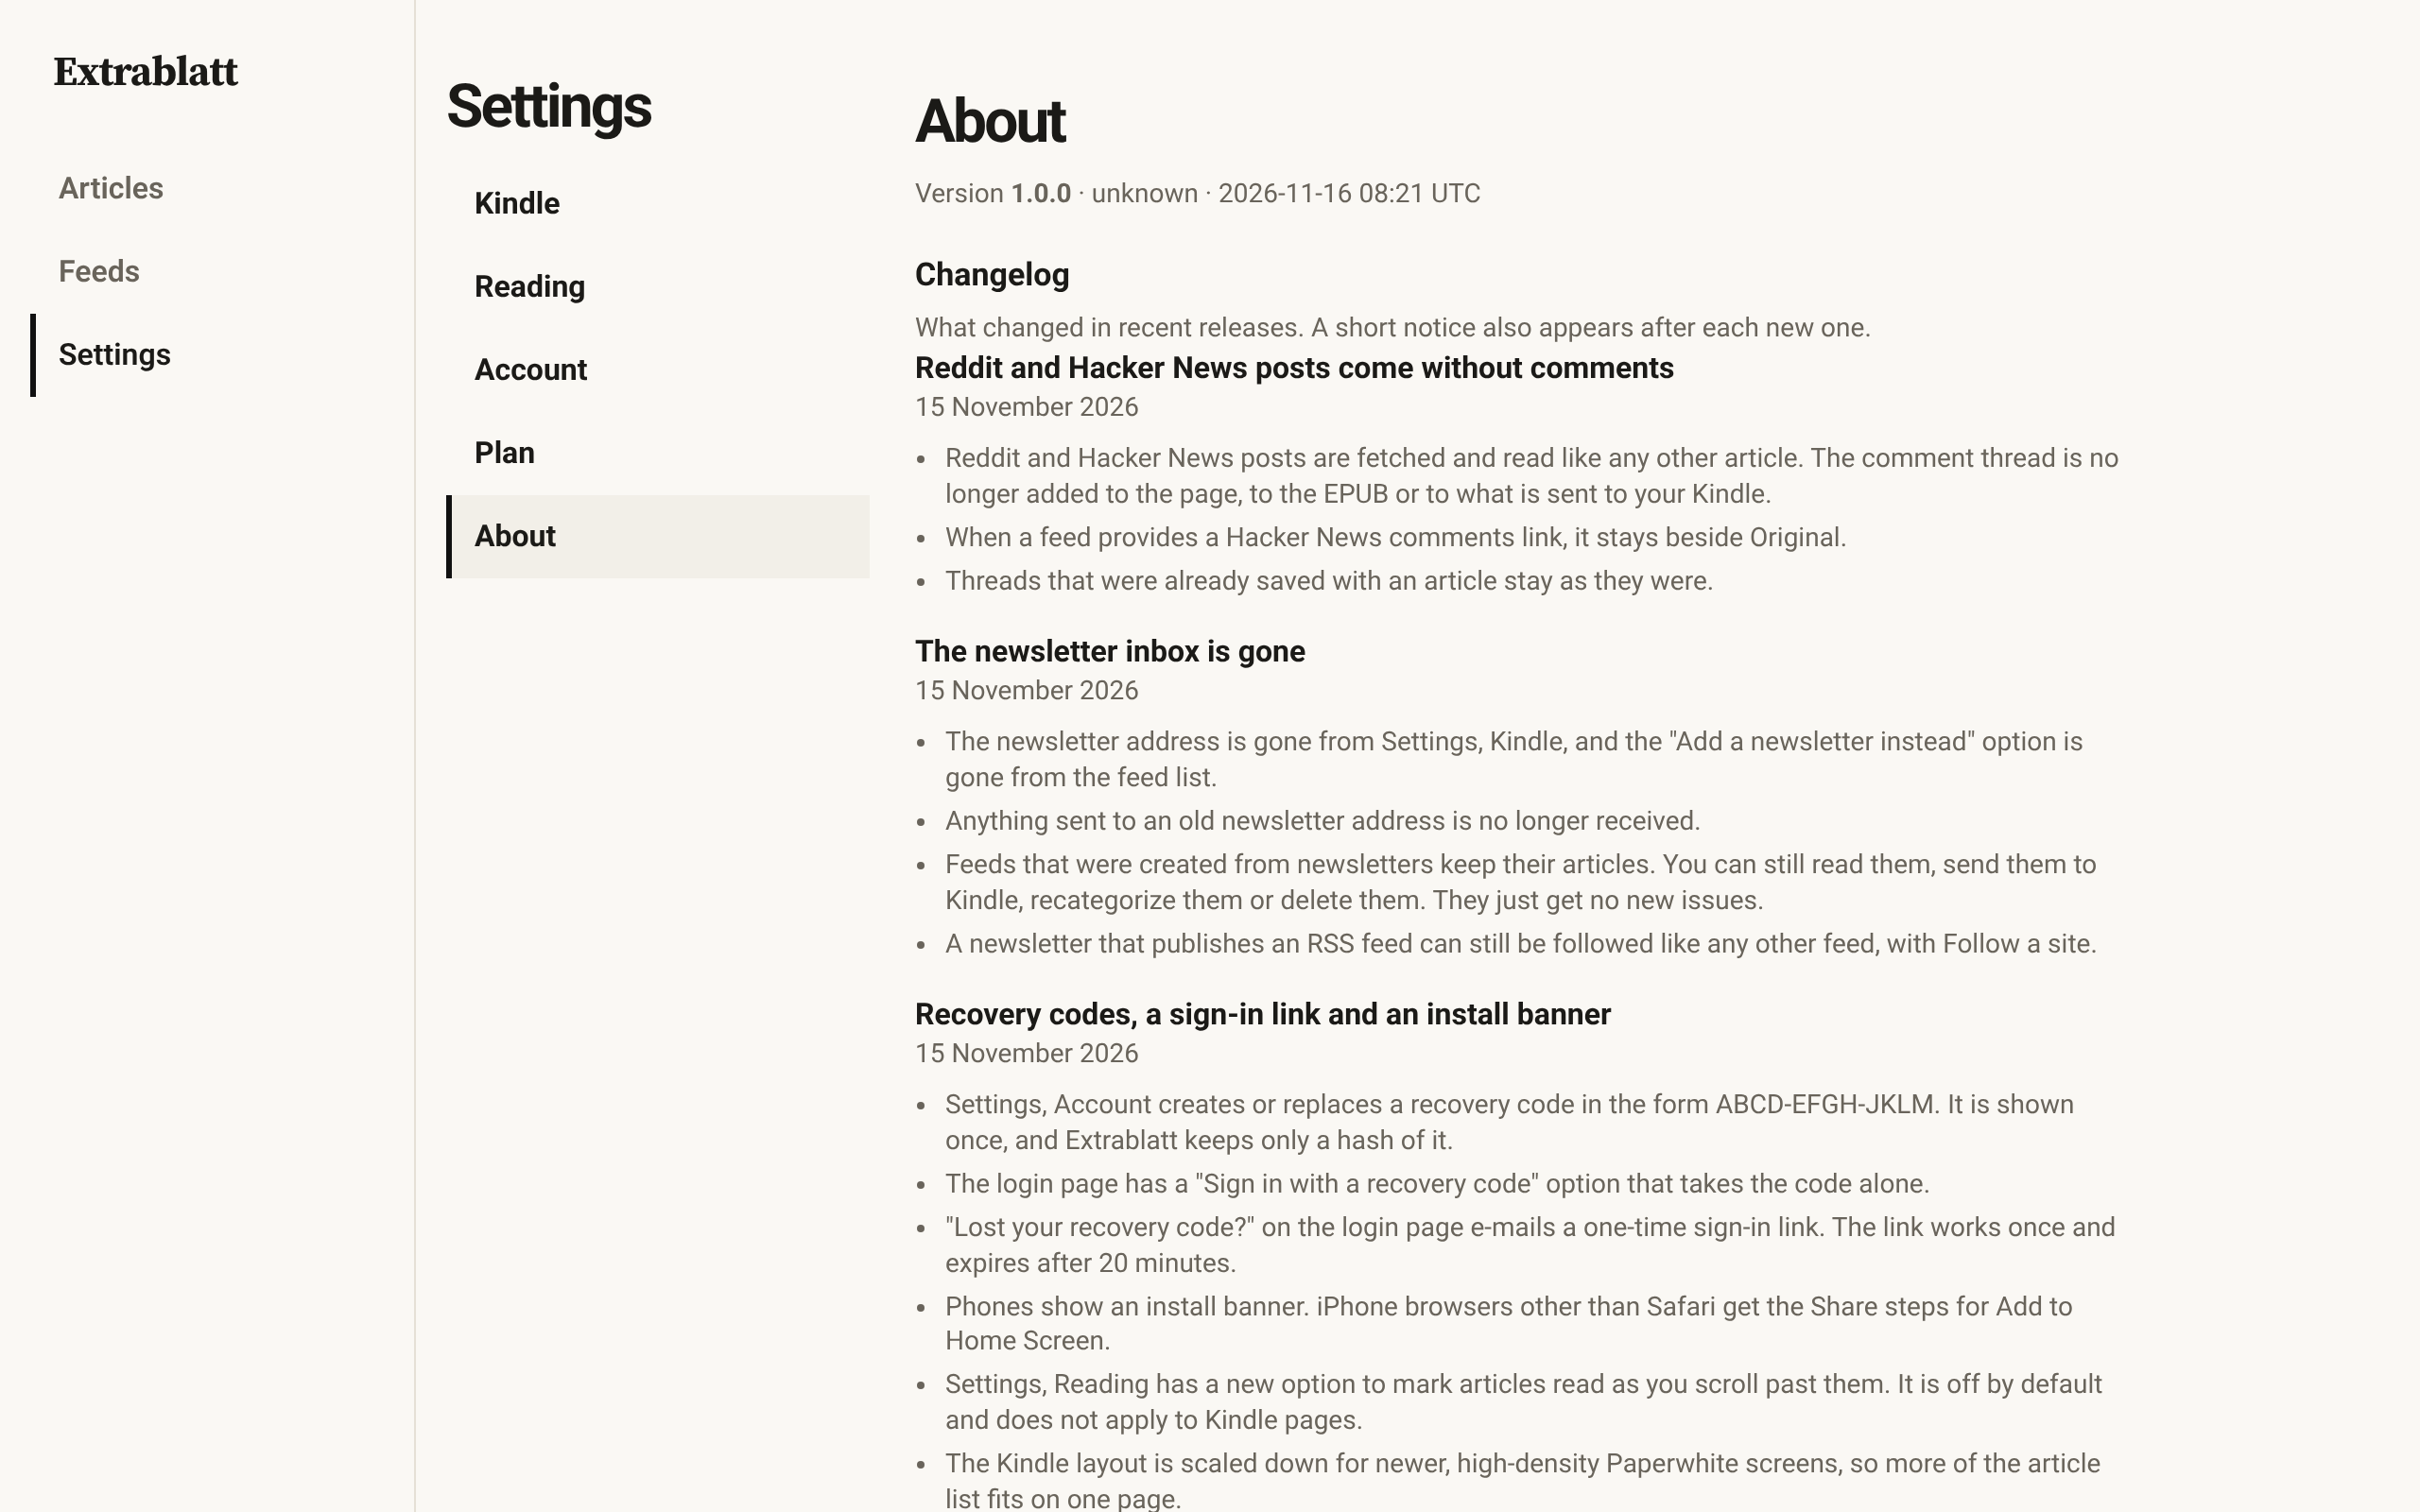 Extrablatt
Articles
Feeds
Settings
Settings
Kindle
Reading
Account
Plan
About
About
Version 1.0.0 · unknown · 2026-11-16 08:21 UTC
Changelog
What changed in recent releases. A short notice also appears after each new one.
Reddit and Hacker News posts come without comments
15 November 2026
• Reddit and Hacker News posts are fetched and read like any other article. The comment thread is no
longer added to the page, to the EPUB or to what is sent to your Kindle.
• When a feed provides a Hacker News comments link, it stays beside Original.
• Threads that were already saved with an article stay as they were.
The newsletter inbox is gone
15 November 2026
• The newsletter address is gone from Settings, Kindle, and the "Add a newsletter instead" option is
gone from the feed list.
• Anything sent to an old newsletter address is no longer received.
• Feeds that were created from newsletters keep their articles. You can still read them, send them to
Kindle, recategorize them or delete them. They just get no new issues.
• A newsletter that publishes an RSS feed can still be followed like any other feed, with Follow a site.
Recovery codes, a sign-in link and an install banner
15 November 2026
• Settings, Account creates or replaces a recovery code in the form ABCD-EFGH-JKLM. It is shown
once, and Extrablatt keeps only a hash of it.
• The login page has a "Sign in with a recovery code" option that takes the code alone.
• "Lost your recovery code?" on the login page e-mails a one-time sign-in link. The link works once and
expires after 20 minutes.
• Phones show an install banner. iPhone browsers other than Safari get the Share steps for Add to
Home Screen.
• Settings, Reading has a new option to mark articles read as you scroll past them. It is off by default
and does not apply to Kindle pages.
• The Kindle layout is scaled down for newer, high-density Paperwhite screens, so more of the article
list fits on one page.